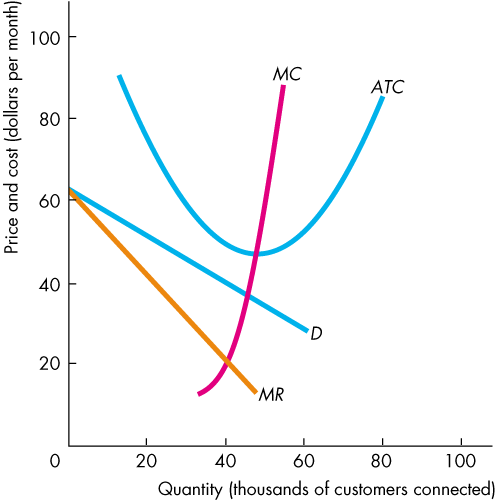 Price and cost (dollars per month)
100
80
60
40
20
0
20
40
60
80
100
MC
ATC
D
MR
Quantity (thousands of customers connected)